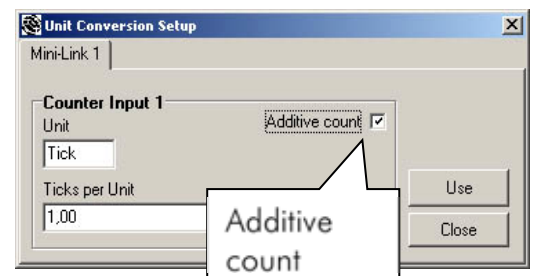 Unit Conversion Setup
Mini-Link 1
Counter Input 1
Unit
Additive count
Tick
Ticks per Unit
1,00
Use
Close
Additive
count